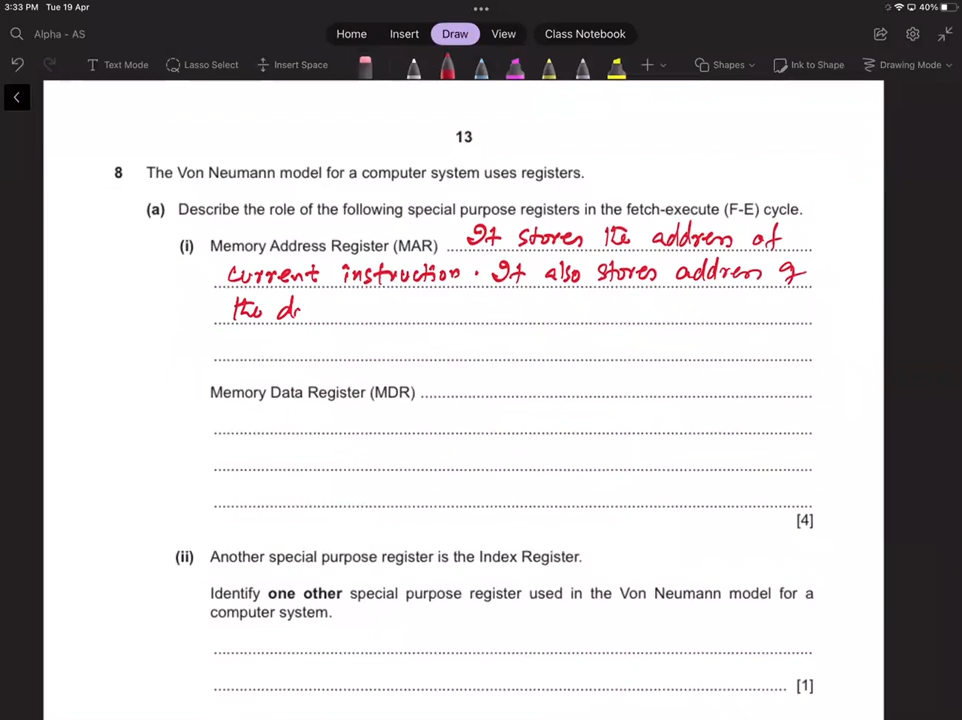 3:33 PM Tue 19 Apr
40%
Alpha - AS
Home Insert Draw View Class Notebook
Text Mode Lasso Select Insert Space Shapes Ink to Shape Drawing Mode
13
8 The Von Neumann model for a computer system uses registers.
(a) Describe the role of the following special purpose registers in the fetch-execute (F-E) cycle.
(i) Memory Address Register (MAR) It stores the address of
current instruction. It also stores address of
the
Memory Data Register (MDR)
[4]
(ii) Another special purpose register is the Index Register.
Identify one other special purpose register used in the Von Neumann model for a
computer system.
[1]